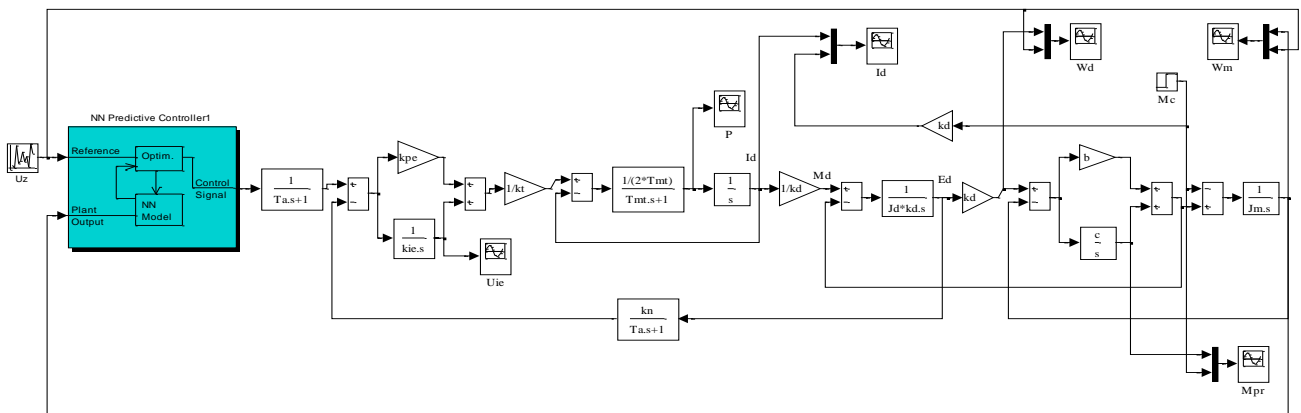 NN Predictive Controller1
Reference
Optim.
Control
Signal
NN
Model
Plant
Output
Uz
1
Ta.s+1
+
−
kpe
1
kie.s
+
+
Uie
1/kt
+
−
1/(2*Tmt)
Tmt.s+1
P
1
s
Id
Id
1/kd
Md
+
−
1
Jd*kd.s
Ed
kd
kd
kn
Ta.s+1
Wd
Wm
Mc
+
−
b
c
s
+
+
−
+
1
Jm.s
Mpr